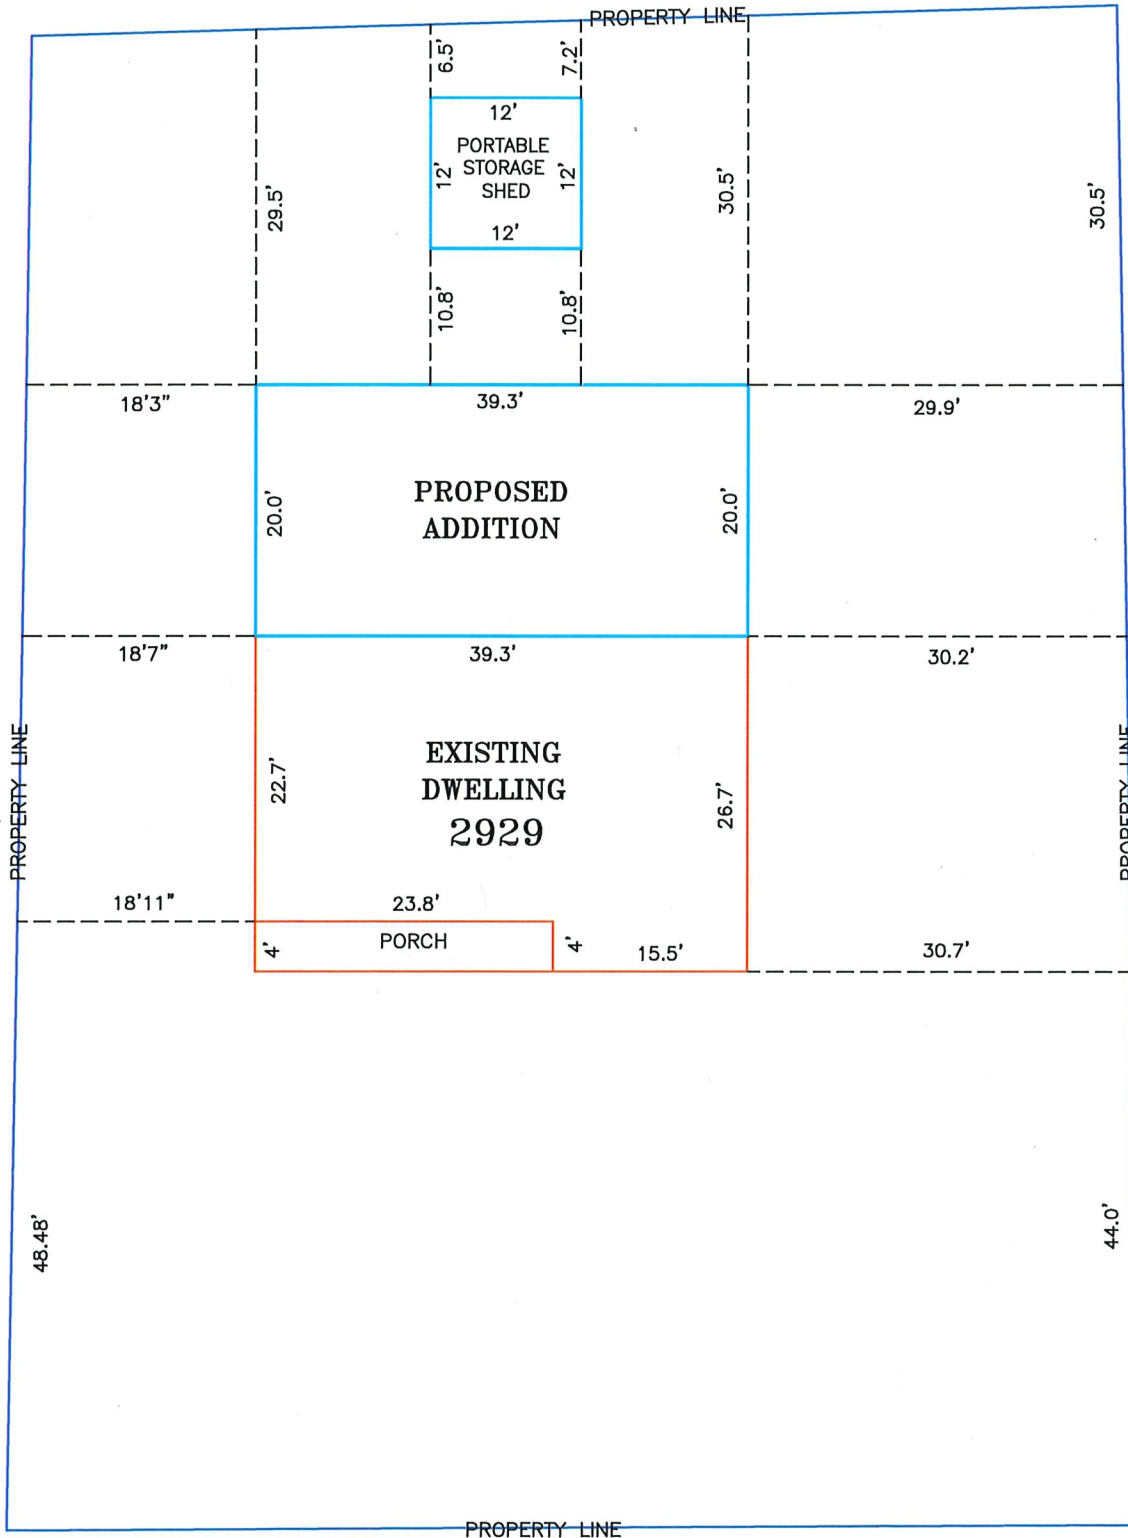 PROPERTY LINE
6.5'
7.2'
12'
PORTABLE
STORAGE
SHED
12'
12'
12'
29.5'
30.5'
30.5'
10.8'
10.8'
18'3"
39.3'
29.9'
PROPOSED
ADDITION
20.0'
20.0'
18'7"
39.3'
30.2'
PROPERTY LINE
EXISTING
DWELLING
2929
22.7'
26.7'
PROPERTY LINE
18'11"
23.8'
PORCH
4'
4'
15.5'
30.7'
48.48'
44.0'
PROPERTY LINE